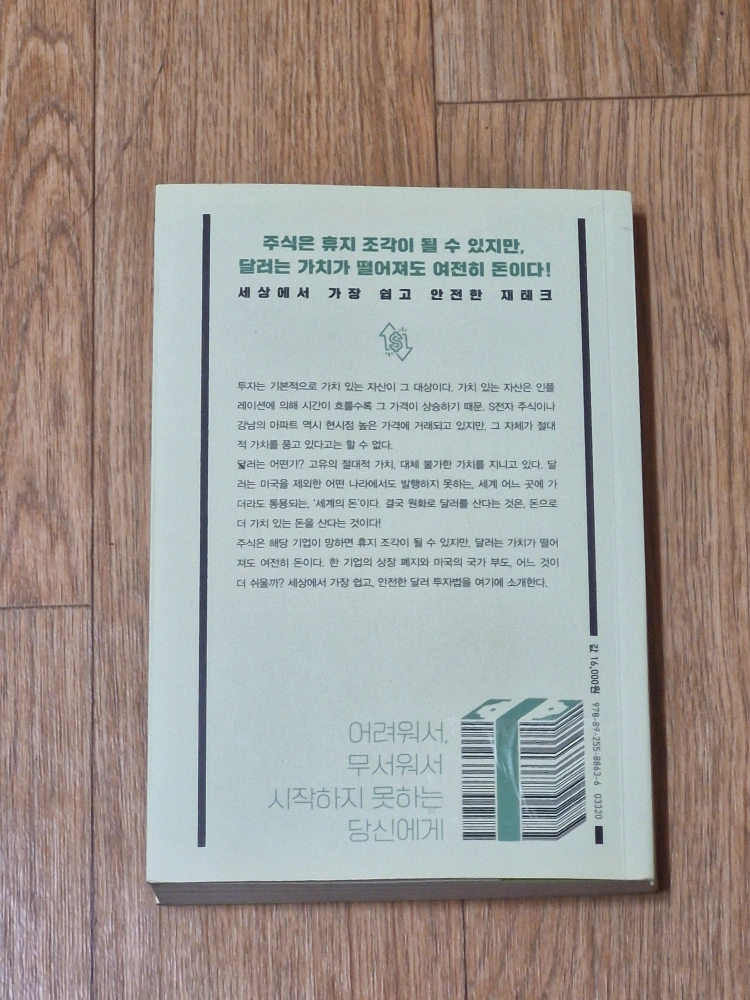 주식은 휴지 조각이 될 수 있지만,
달러는 가치가 떨어져도 여전히 돈이다!
세상에서 가장 쉽고 안전한 재테크
$
투자는 기본적으로 가치 있는 자산이 그 대상이다. 가치 있는 자산은 인플
레이션에 의해 시간이 흐를수록 그 가격이 상승하기 때문. S전자 주식이나
강남의 아파트 역시 현시점 높은 가격에 거래되고 있지만, 그 자체가 절대
적 가치를 품고 있다고는 할 수 없다.
달러는 어떤가? 고유의 절대적 가치, 대체 불가한 가치를 지니고 있다. 달
러는 미국을 제외한 어떤 나라에서도 발행하지 못하는, 세계 어느 곳에 가
더라도 통용되는, ‘세계의 돈’이다. 결국 원화로 달러를 산다는 것은, 돈으로
더 가치 있는 돈을 산다는 것이다!
주식은 해당 기업이 망하면 휴지 조각이 될 수 있지만, 달러는 가치가 떨어
져도 여전히 돈이다. 한 기업의 상장 폐지와 미국의 국가 부도, 어느 것이
더 쉬울까? 세상에서 가장 쉽고, 안전한 달러 투자법을 여기에 소개한다.
어려워서,
무서워서
시작하지 못하는
당신에게
값 16,000원
978-89-255-8863-6 03320